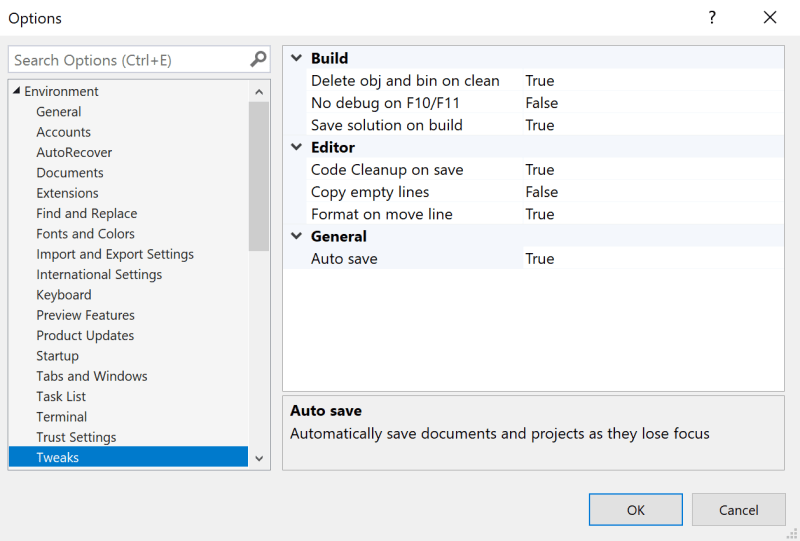 Options
?
Search Options (Ctrl+E)
Environment
General
Accounts
AutoRecover
Documents
Extensions
Find and Replace
Fonts and Colors
Import and Export Settings
International Settings
Keyboard
Preview Features
Product Updates
Startup
Tabs and Windows
Task List
Terminal
Trust Settings
Tweaks
Build
Delete obj and bin on clean True
No debug on F10/F11 False
Save solution on build True
Editor
Code Cleanup on save True
Copy empty lines False
Format on move line True
General
Auto save True
Auto save
Automatically save documents and projects as they lose focus
OK Cancel